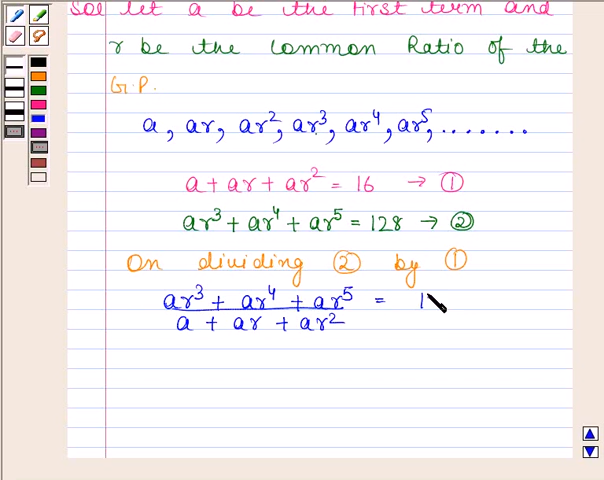 Sol let a be the First term and
r be the Common Ratio of the
G.P.
a, ar, ar², ar³, ar⁴, ar⁵, .......
a + ar + ar² = 16 → ①
ar³ + ar⁴ + ar⁵ = 128 → ②
On dividing ② by ①
ar³ + ar⁴ + ar⁵ = 1
a + ar + ar²